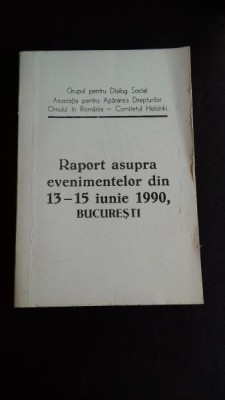 Grupul pentru Dialog Social
Asociația pentru Apărarea Drepturilor
Omului în România — Comitetul Helsinki
Raport asupra
evenimentelor din
13-15 iunie 1990,
BUCUREȘTI